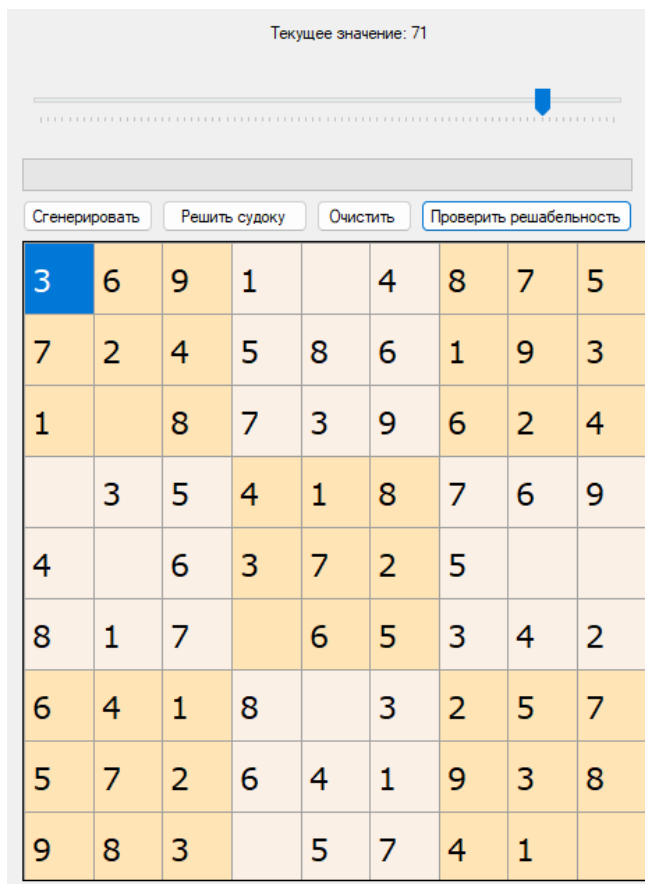 Текущее значение: 71
Сгенерировать Решить судоку Очистить Проверить решабельность
3 6 9 1 4 8 7 5
7 2 4 5 8 6 1 9 3
1 8 7 3 9 6 2 4
3 5 4 1 8 7 6 9
4 6 3 7 2 5
8 1 7 6 5 3 4 2
6 4 1 8 3 2 5 7
5 7 2 6 4 1 9 3 8
9 8 3 5 7 4 1